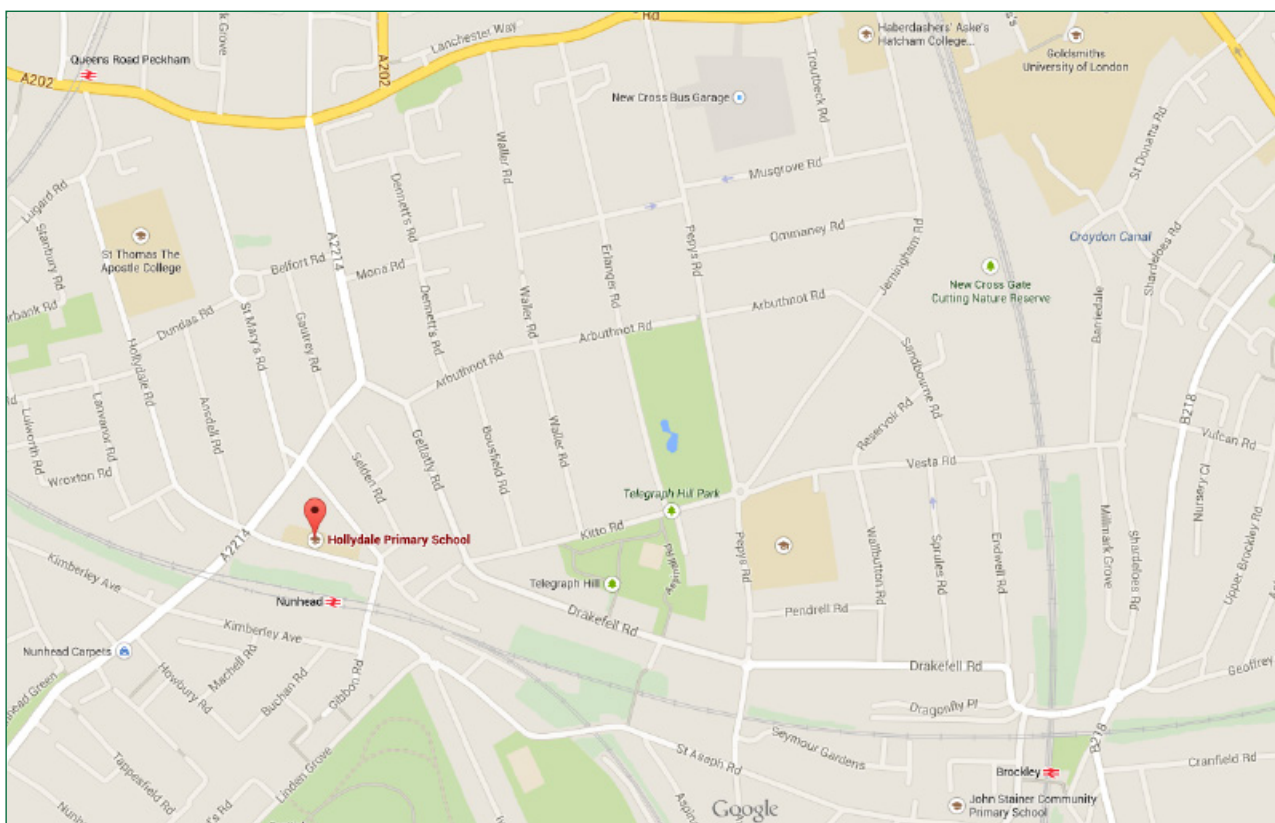 Rd
Lanchester Way
k Grove
A202
Queens Road Peckham
A202
Haberdashers' Aske's
Hatcham College...
Goldsmiths
University of London
Troutbeck Rd
New Cross Bus Garage
Waller Rd
Musgrove Rd
St Donatts Rd
Lugard Rd
Stanbury Rd
Dennett's Rd
St Thomas The
Apostle College
A2214
Belfort Rd
Mona Rd
Erlanger Rd
Pepys Rd
Ommaney Rd
Jerningham Rd
Croydon Canal
Shardeloes Rd
New Cross Gate
Cutting Nature Reserve
Dundas Rd
St Mary's Rd
Gautrey Rd
Dennett's Rd
Waller Rd
Arbuthnot Rd
Arbuthnot Rd
Arbuthnot Rd
Barriedale
Hollydale Rd
Sandbourne Rd
B218
Rd
Lulworth Rd
Lanvanor Rd
Ansdell Rd
Wroxton Rd
Selden Rd
Gellatly Rd
Bousfield Rd
Waller Rd
Reservoir Rd
Vesta Rd
Vulcan Rd
Nursery Cl
Telegraph Hill Park
Hollydale Primary School
A2214
Kitto Rd
Pepys Rd
Waffbutton Rd
Sprules Rd
Endwell Rd
Millmark Grove
Shardeloes Rd
Upper Brockley Rd
Kimberley Ave
Nunhead
Telegraph Hill
Pendrell Rd
Kimberley Ave
Drakefell Rd
Drakefell Rd
Nunhead Carpets
Machell Rd
Howbury Rd
Buchan Rd
Gibbon Rd
Geoffrey
Dragonfly Pl
Seymour Gardens
St Asaph Rd
B218
Tappesfield Rd
Linden Grove
Brockley
Cranfield Rd
Google
John Stainer Community
Primary School